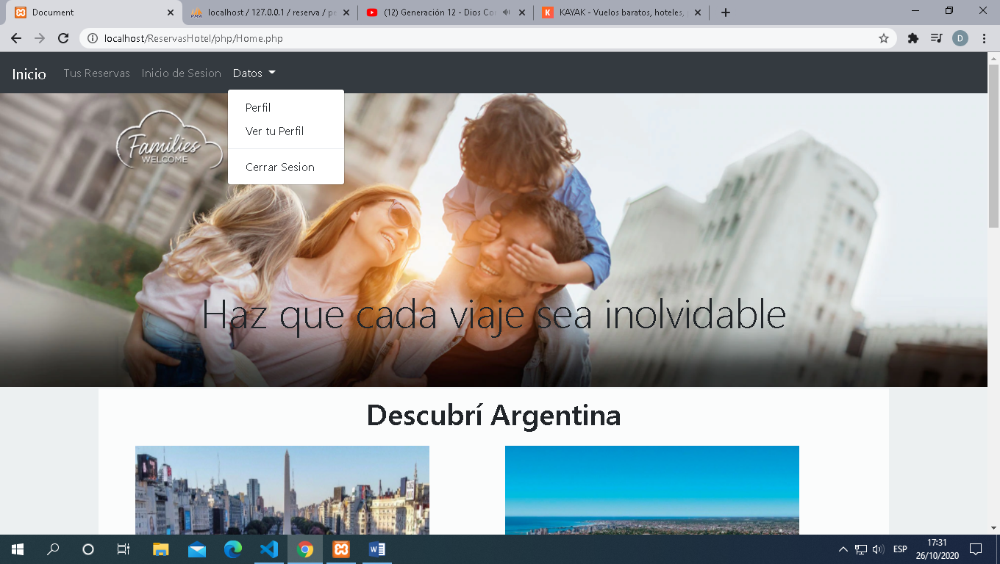 Document
localhost / 127.0.0.1 / reserva / pe
(12) Generación 12 - Dios Co
KAYAK - Vuelos baratos, hoteles,
localhost/ReservasHotel/php/Home.php
D
Inicio
Tus Reservas
Inicio de Sesion
Datos
Perfil
Ver tu Perfil
Cerrar Sesion
Families
WELCOME
Haz que cada viaje sea inolvidable
Descubrí Argentina
ESP
17:31
26/10/2020